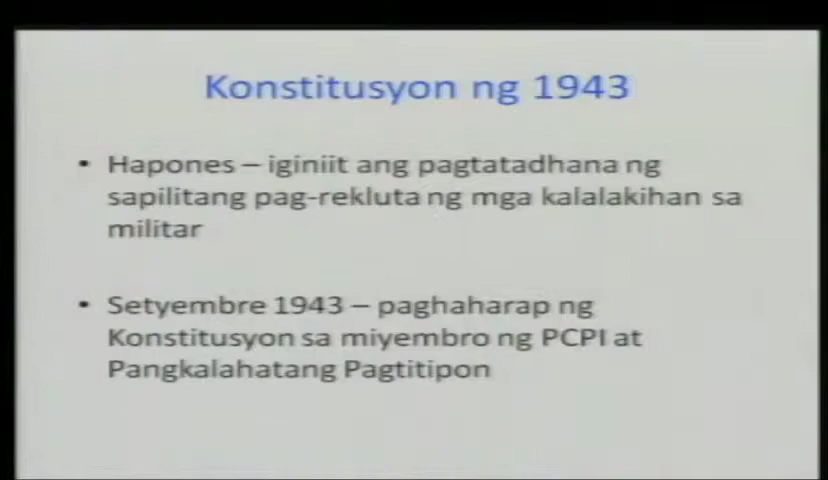 Konstitusyon ng 1943
• Hapones – iginiit ang pagtatadhana ng
sapilitang pag-rekluta ng mga kalalakihan sa
militar
• Setyembre 1943 – paghaharap ng
Konstitusyon sa miyembro ng PCPI at
Pangkalahatang Pagtitipon